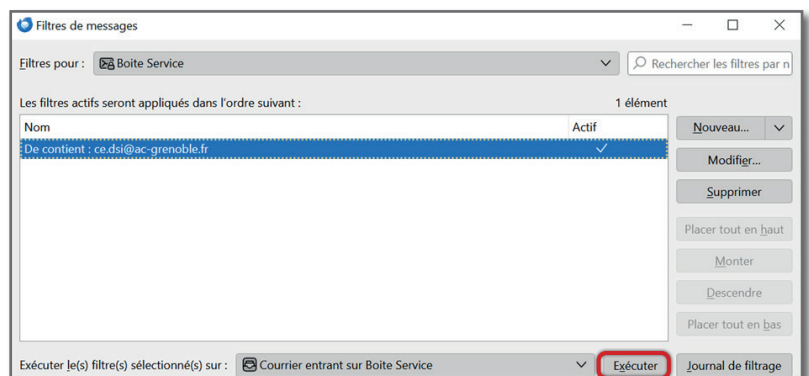 Filtres de messages
Filtres pour : Boite Service
Rechercher les filtres par n
Les filtres actifs seront appliqués dans l'ordre suivant : 1 élément
Nom Actif
Nouveau...
De contient : ce.dsi@ac-grenoble.fr
Modifier...
Supprimer
Placer tout en haut
Monter
Descendre
Placer tout en bas
Exécuter le(s) filtre(s) sélectionné(s) sur : Courrier entrant sur Boite Service Exécuter Journal de filtrage